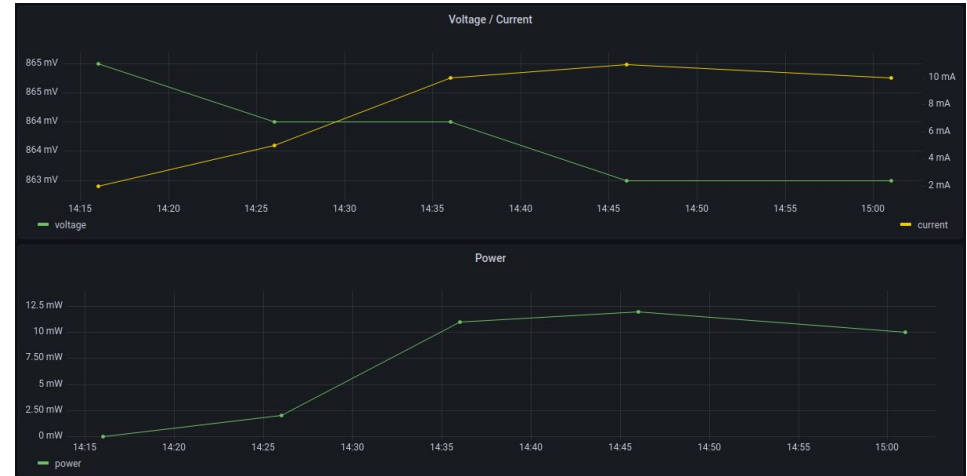 Voltage / Current
865 mV
865 mV
864 mV
864 mV
863 mV
10 mA
8 mA
6 mA
4 mA
2 mA
14:15 14:20 14:25 14:30 14:35 14:40 14:45 14:50 14:55 15:00
voltage current
Power
12.5 mW
10 mW
7.50 mW
5 mW
2.50 mW
0 mW
14:15 14:20 14:25 14:30 14:35 14:40 14:45 14:50 14:55 15:00
power